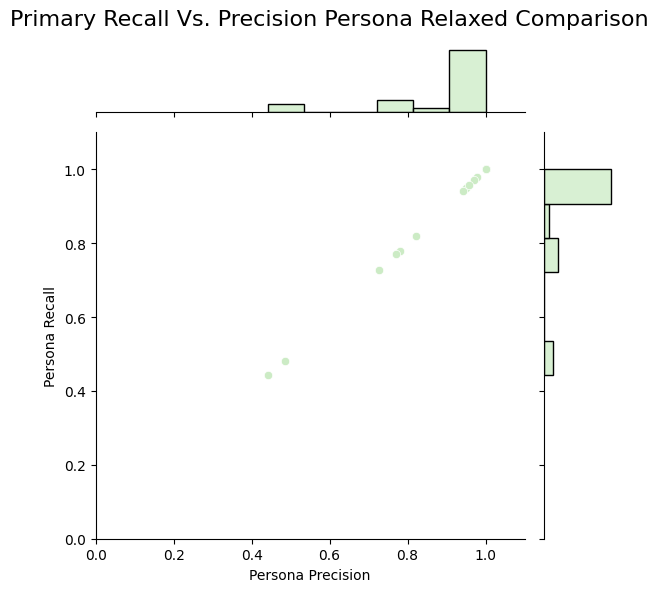 Primary Recall Vs. Precision Persona Relaxed Comparison
1.0
0.8
0.6
0.4
0.2
0.0
Persona Recall
0.0 0.2 0.4 0.6 0.8 1.0
Persona Precision